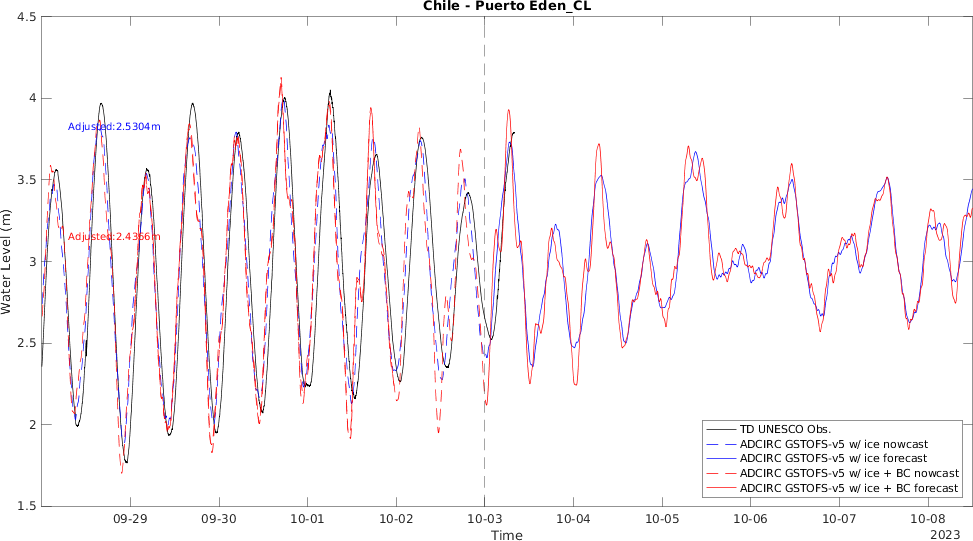 Chile - Puerto Eden_CL
Water Level (m)
4.5
4
3.5
3
2.5
2
1.5
Adjusted:2.5304m
Adjusted:2.4366m
TD UNESCO Obs.
ADCIRC GSTOFS-v5 w/ ice nowcast
ADCIRC GSTOFS-v5 w/ ice forecast
ADCIRC GSTOFS-v5 w/ ice + BC nowcast
ADCIRC GSTOFS-v5 w/ ice + BC forecast
09-29 09-30 10-01 10-02 10-03 10-04 10-05 10-06 10-07 10-08
2023
Time